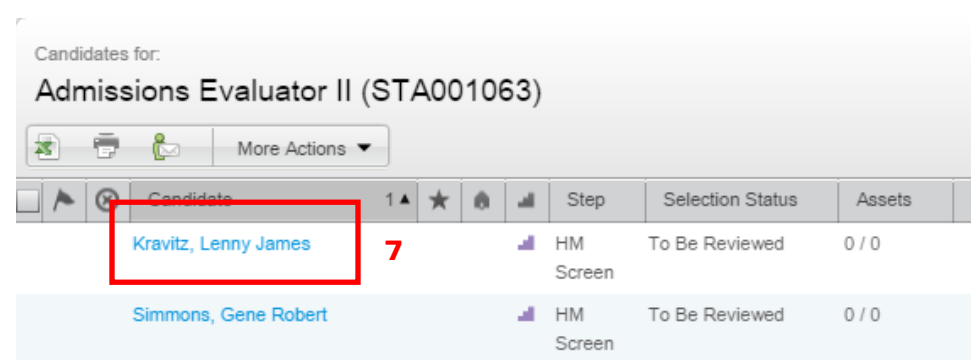 Candidates for:
Admissions Evaluator II (STA001063)
More Actions
Candidate 1 Step Selection Status Assets
Kravitz, Lenny James 7 HM Screen To Be Reviewed 0 / 0
Simmons, Gene Robert HM Screen To Be Reviewed 0 / 0